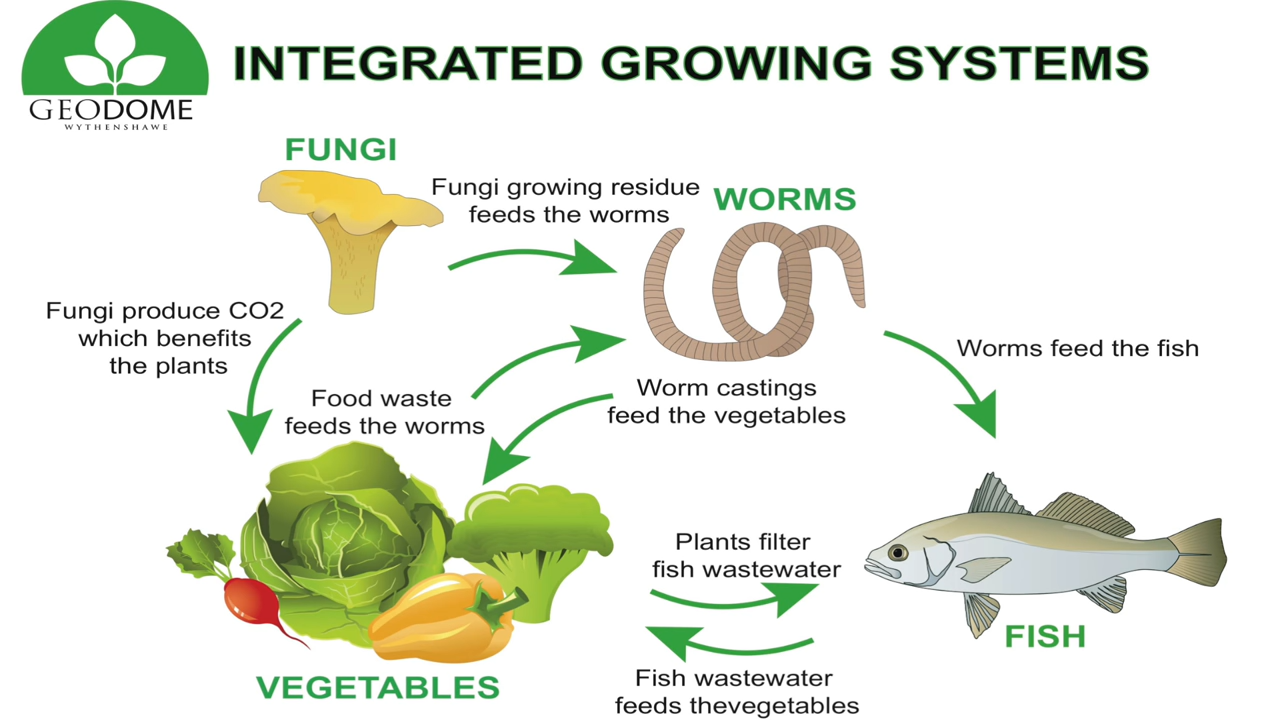 GEODOME
WYTHENSHAWE
INTEGRATED GROWING SYSTEMS
FUNGI
Fungi growing residue
feeds the worms
WORMS
Fungi produce CO2
which benefits
the plants
Food waste
feeds the worms
Worm castings
feed the vegetables
Worms feed the fish
Plants filter
fish wastewater
FISH
Fish wastewater
feeds thevegetables
VEGETABLES